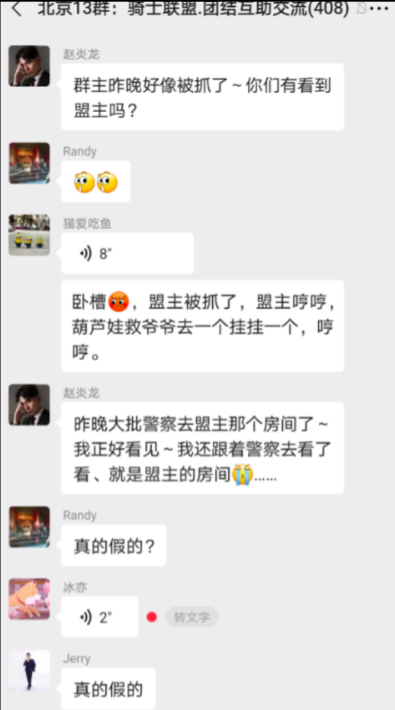 北京13群：骑士联盟.团结互助交流(408)
赵炎龙
群主昨晚好像被抓了～你们有看到
盟主吗？
Randy
猫爱吃鱼
8"
卧槽，盟主被抓了，盟主哼哼，
葫芦娃救爷爷去一个挂挂一个，哼
哼。
赵炎龙
昨晚大批警察去盟主那个房间了～
我正好看见～我还跟着警察去看了
看、就是盟主的房间……
Randy
真的假的？
冰亦
2"
转文字
Jerry
真的假的